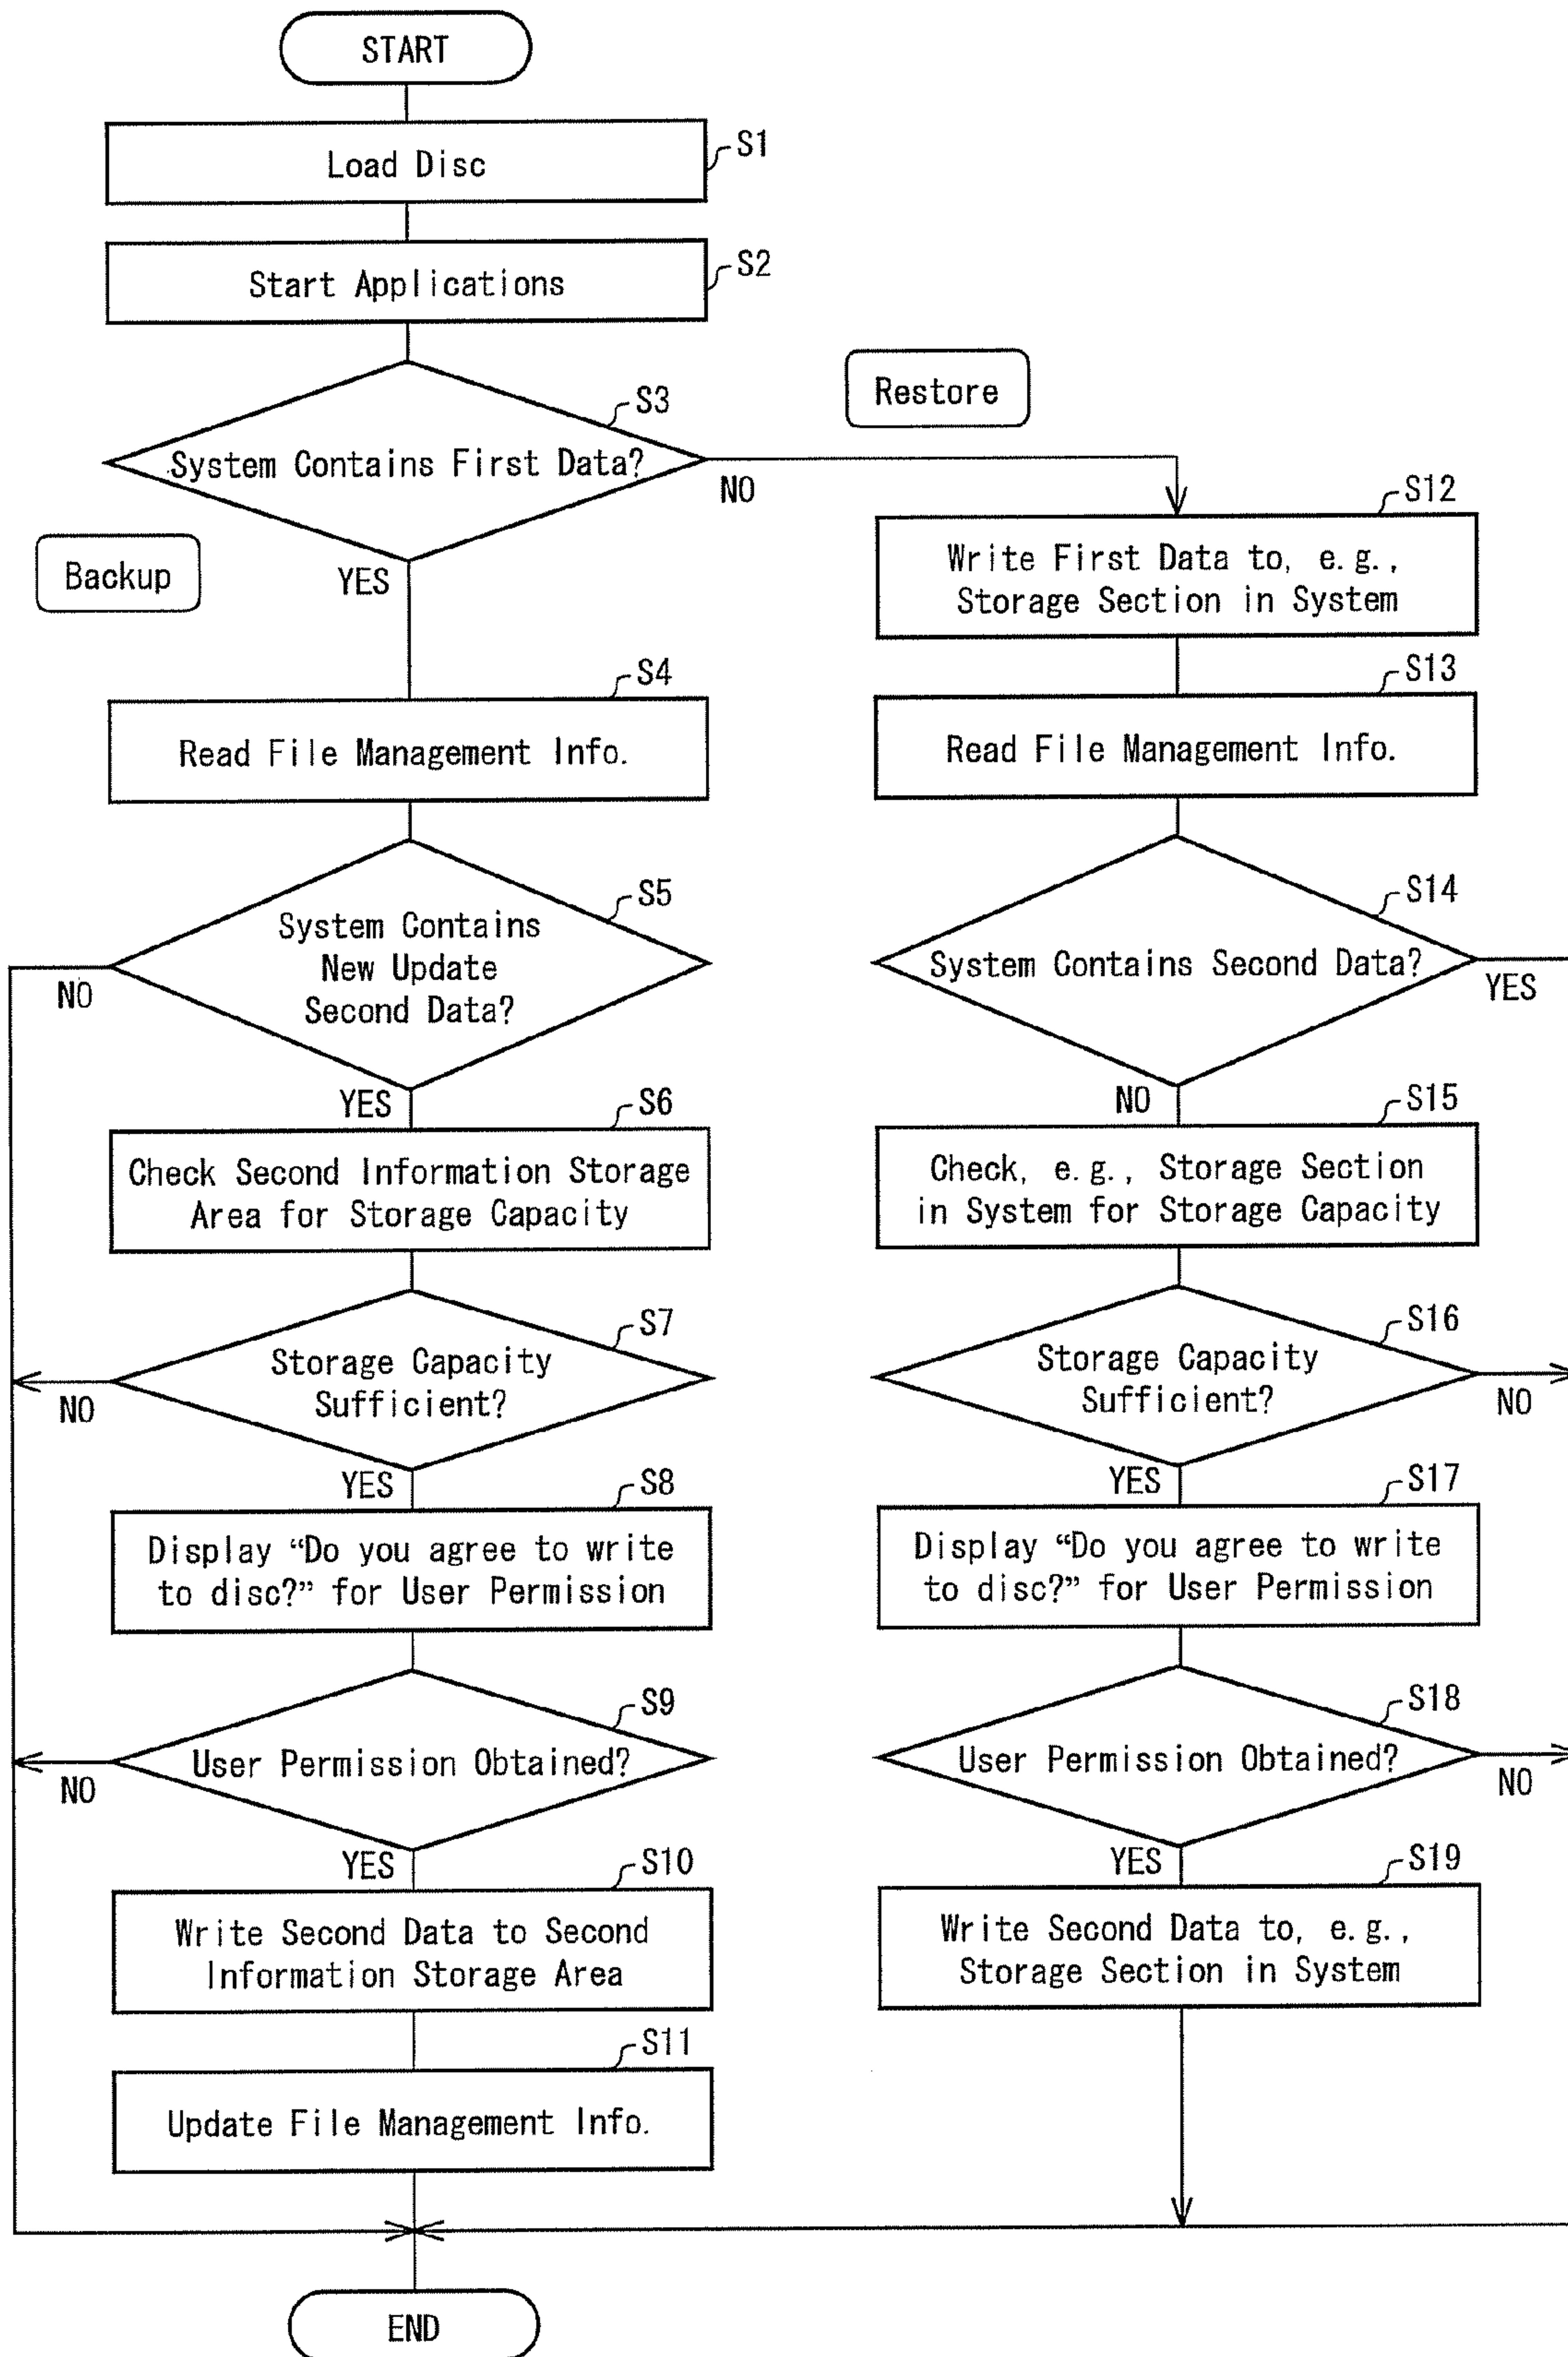 START
Load Disc
S1
Start Applications
S2
System Contains First Data?
S3
NO
YES
Restore
Backup
Read File Management Info.
S4
System Contains
New Update
Second Data?
S5
NO
YES
Check Second Information Storage
Area for Storage Capacity
S6
Storage Capacity
Sufficient?
S7
NO
YES
Display “Do you agree to write
to disc?” for User Permission
S8
User Permission Obtained?
S9
NO
YES
Write Second Data to Second
Information Storage Area
S10
Update File Management Info.
S11
Write First Data to, e.g.,
Storage Section in System
S12
Read File Management Info.
S13
System Contains Second Data?
S14
YES
NO
Check, e.g., Storage Section
in System for Storage Capacity
S15
Storage Capacity
Sufficient?
S16
NO
YES
Display “Do you agree to write
to disc?” for User Permission
S17
User Permission Obtained?
S18
NO
YES
Write Second Data to, e.g.,
Storage Section in System
S19
END